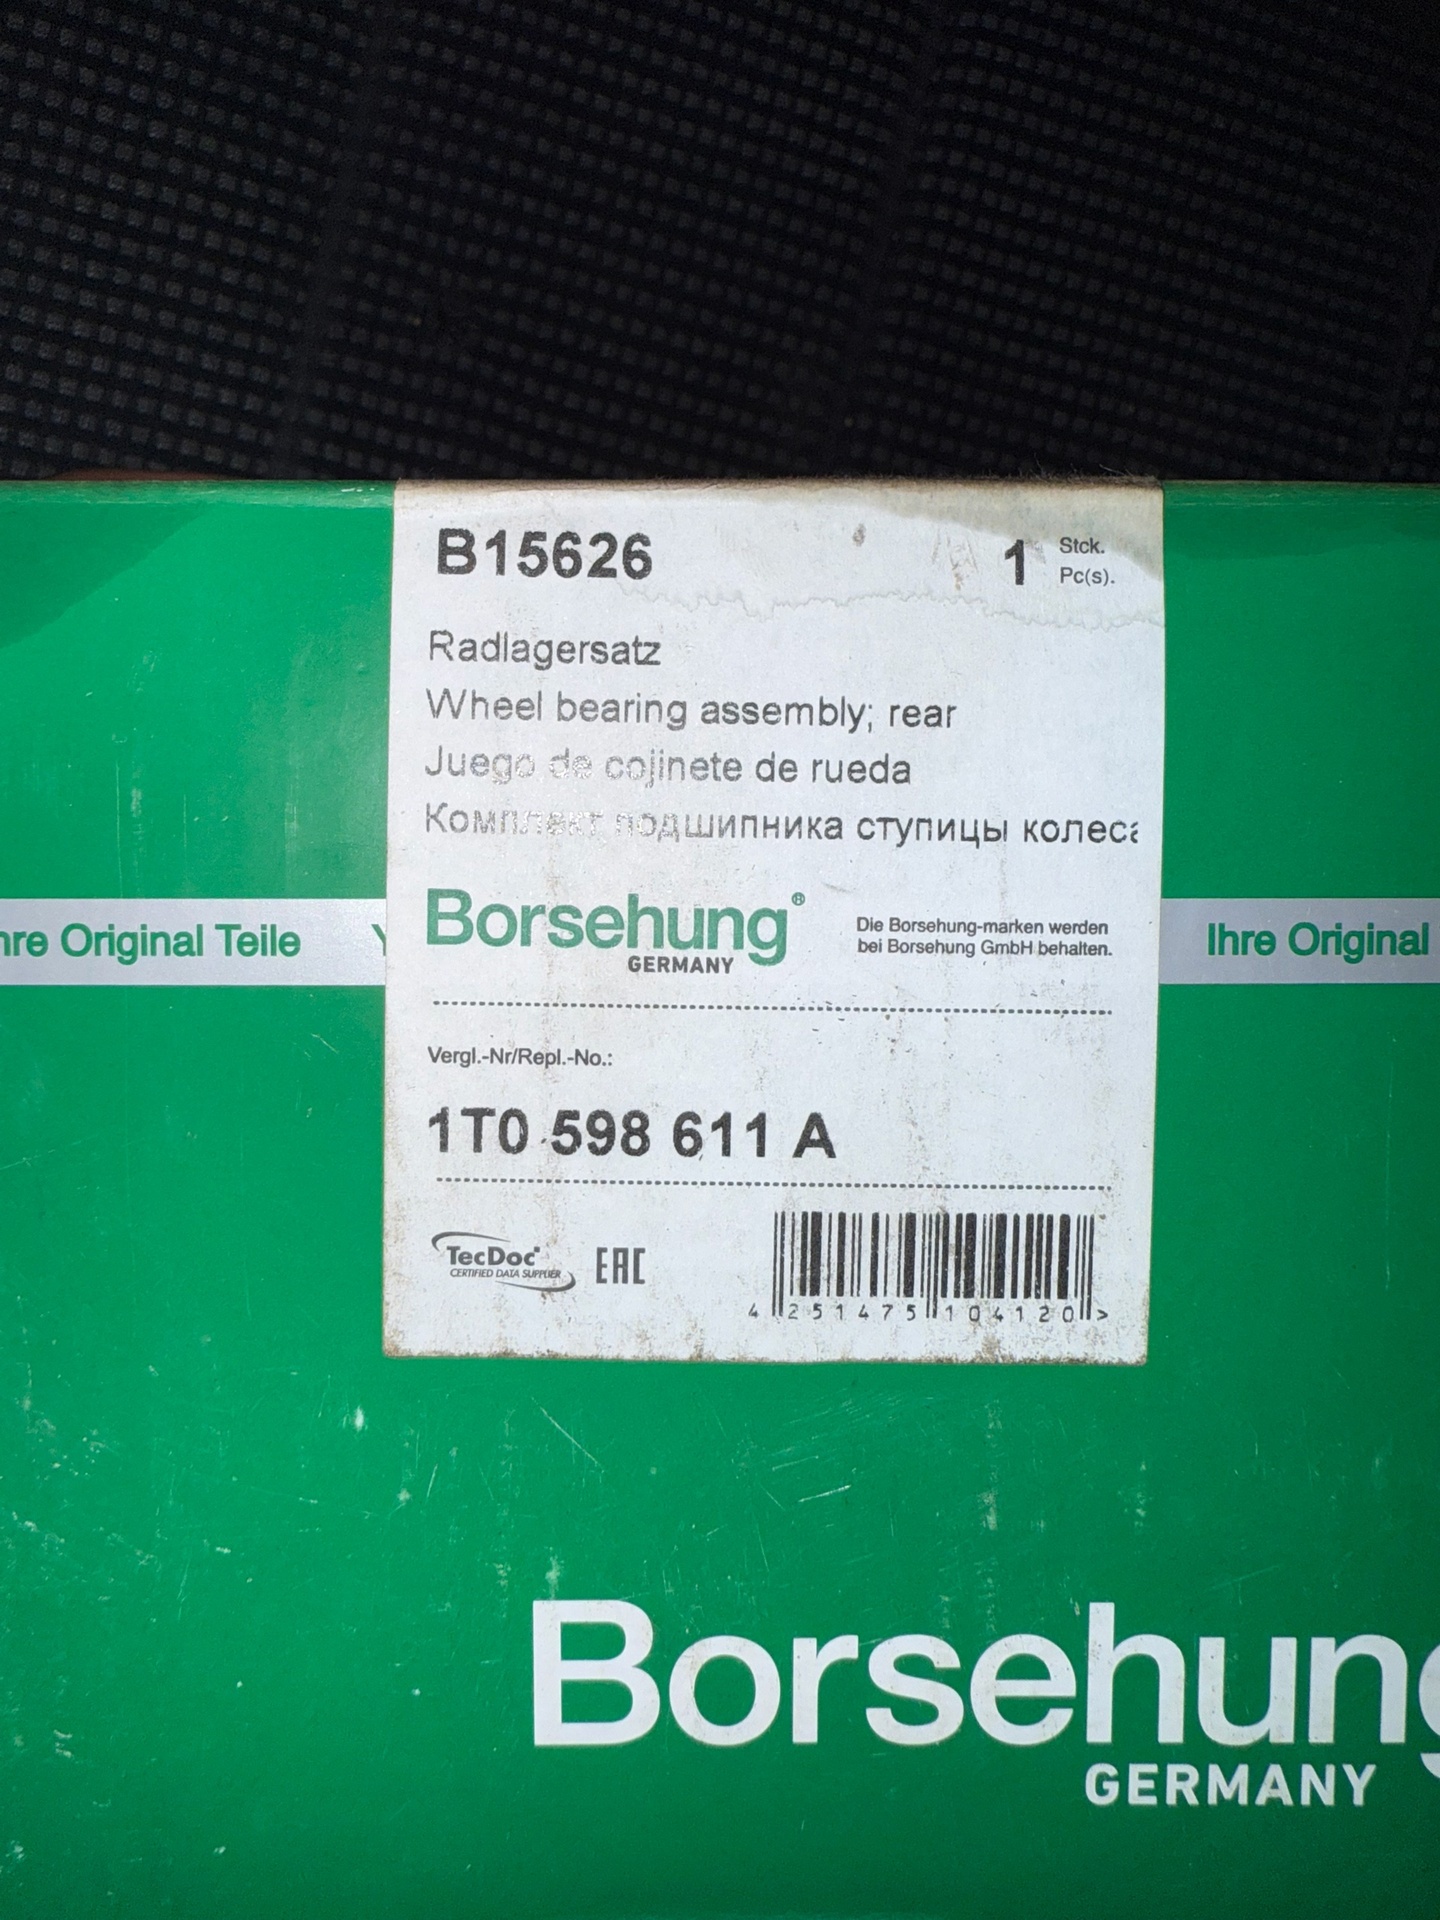 B15626
1 Stck.
Pc(s).
Radlagersatz
Wheel bearing assembly; rear
Juego de cojinete de rueda
Комплект подшипника ступицы колеса
hre Original Teile Y
Borsehung®
GERMANY
Die Borsehung-marken werden
bei Borsehung GmbH behalten.
Ihre Original
Vergl.-Nr/Repl.-No.:
1T0 598 611 A
TecDoc
CERTIFIED DATA SUPPLIER
EAC
4 251475 104120 >
Borsehung
GERMANY